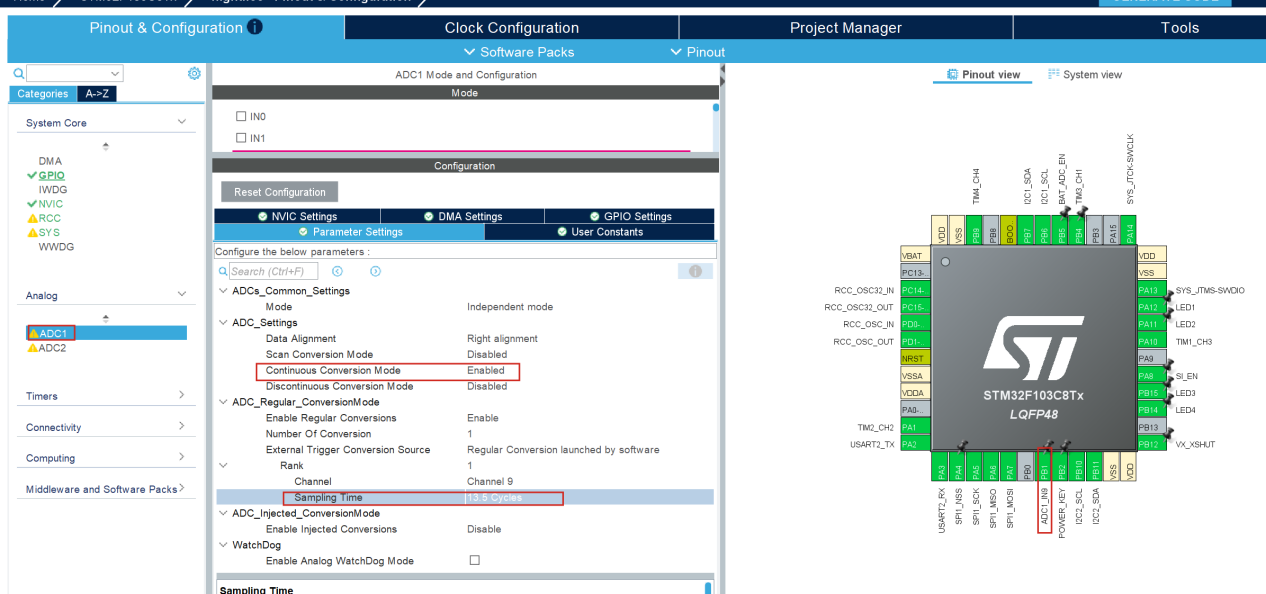 Pinout & Configuration
Clock Configuration
Project Manager
Tools
Software Packs
Pinout
Categories
A->Z
System Core
DMA
GPIO
IWDG
NVIC
RCC
SYS
WWDG
Analog
ADC1
ADC2
Timers
Connectivity
Computing
Middleware and Software Packs
ADC1 Mode and Configuration
Mode
IN0
IN1
Configuration
Reset Configuration
NVIC Settings
DMA Settings
GPIO Settings
Parameter Settings
User Constants
Configure the below parameters :
Search (Ctrl+F)
ADCs_Common_Settings
Mode Independent mode
ADC_Settings
Data Alignment Right alignment
Scan Conversion Mode Disabled
Continuous Conversion Mode Enabled
Discontinuous Conversion Mode Disabled
ADC_Regular_ConversionMode
Enable Regular Conversions Enable
Number Of Conversion 1
External Trigger Conversion Source Regular Conversion launched by software
Rank 1
Channel Channel 9
Sampling Time 13.5 Cycles
ADC_Injected_ConversionMode
Enable Injected Conversions Disable
WatchDog
Enable Analog WatchDog Mode
Sampling Time
Pinout view
System view
TIM4_CH4
I2C1_SDA
I2C1_SCL
BAT_ADC_EN
TIM3_CH1
SYS_JTCK-SWCLK
VDD
VSS
PB9
PB8
BOO..
PB7
PB6
PB5
PB4
PB3
PA15
PA14
VBAT
PC13-..
RCC_OSC32_IN PC14-
RCC_OSC32_OUT PC15-
RCC_OSC_IN PD0-
RCC_OSC_OUT PD1-
NRST
VSSA
VDDA
PA0-..
TIM2_CH2 PA1
USART2_TX PA2
STM32F103C8Tx
LQFP48
VDD
VSS
PA13 SYS_JTMS-SWDIO
PA12 LED1
PA11 LED2
PA10 TIM1_CH3
PA9
PA8 SI_EN
PB15 LED3
PB14 LED4
PB13
PB12 VX_XSHUT
PA3
PA4
PA5
PA6
PA7
PB0
PB1
PB2
PB10
PB11
VSS
VDD
USART2_RX
SPI1_NSS
SPI1_SCK
SPI1_MISO
SPI1_MOSI
ADC1_IN9
POWER_KEY
I2C2_SCL
I2C2_SDA